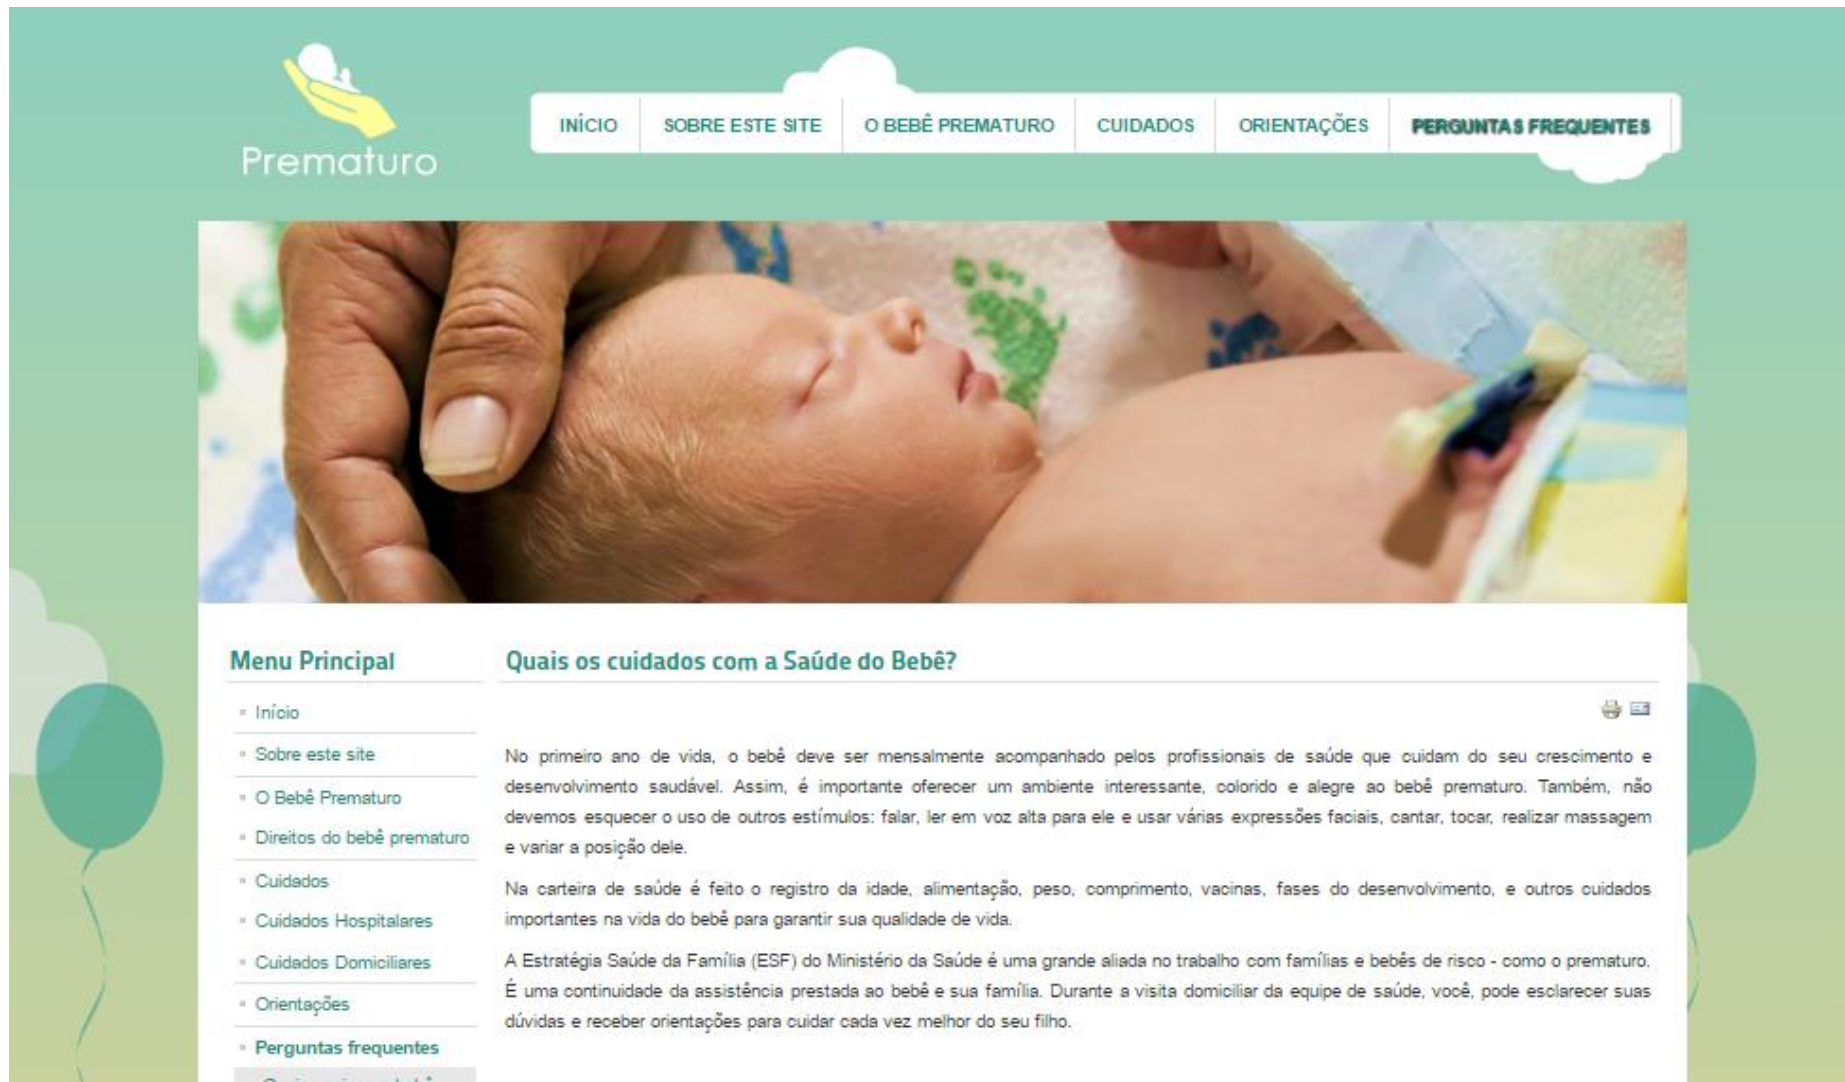 Prematuro
INÍCIO
SOBRE ESTE SITE
O BEBÊ PREMATURO
CUIDADOS
ORIENTAÇÕES
PERGUNTAS FREQUENTES
Menu Principal
Início
Sobre este site
O Bebê Prematuro
Direitos do bebê prematuro
Cuidados
Cuidados Hospitalares
Cuidados Domiciliares
Orientações
Perguntas frequentes
Quais os cuidados com a Saúde do Bebê?
No primeiro ano de vida, o bebê deve ser mensalmente acompanhado pelos profissionais de saúde que cuidam do seu crescimento e
desenvolvimento saudável. Assim, é importante oferecer um ambiente interessante, colorido e alegre ao bebê prematuro. Também, não
devemos esquecer o uso de outros estímulos: falar, ler em voz alta para ele e usar várias expressões faciais, cantar, tocar, realizar massagem
e variar a posição dele.
Na carteira de saúde é feito o registro da idade, alimentação, peso, comprimento, vacinas, fases do desenvolvimento, e outros cuidados
importantes na vida do bebê para garantir sua qualidade de vida.
A Estratégia Saúde da Família (ESF) do Ministério da Saúde é uma grande aliada no trabalho com famílias e bebês de risco - como o prematuro.
É uma continuidade da assistência prestada ao bebê e sua família. Durante a visita domiciliar da equipe de saúde, você, pode esclarecer suas
dúvidas e receber orientações para cuidar cada vez melhor do seu filho.